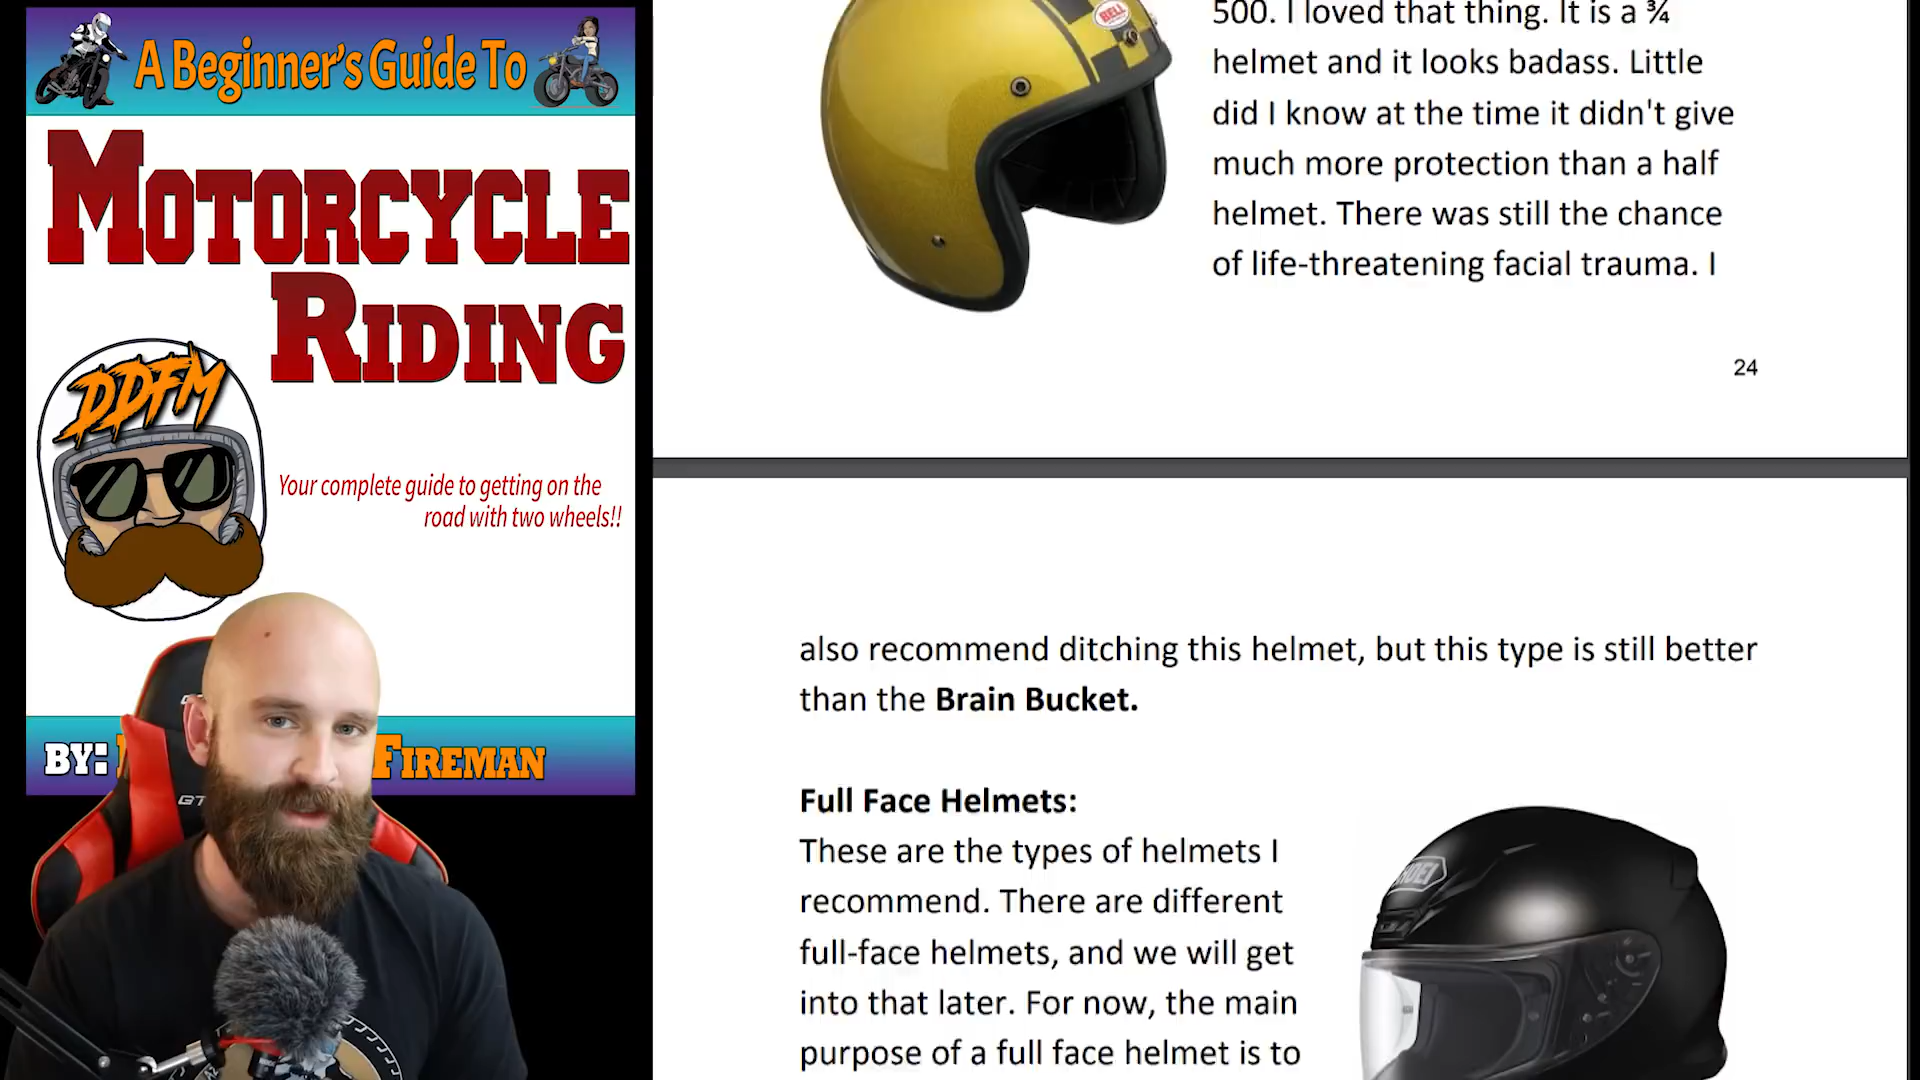 A Beginner's Guide To
MOTORCYCLE
RIDING
DDFM
Your complete guide to getting on the
road with two wheels!!
BY:
FIREMAN
GT
BELL
500. I loved that thing. It is a ¾
helmet and it looks badass. Little
did I know at the time it didn't give
much more protection than a half
helmet. There was still the chance
of life-threatening facial trauma. I
24
also recommend ditching this helmet, but this type is still better
than the Brain Bucket.
Full Face Helmets:
These are the types of helmets I
recommend. There are different
full-face helmets, and we will get
into that later. For now, the main
purpose of a full face helmet is to
SHOEI